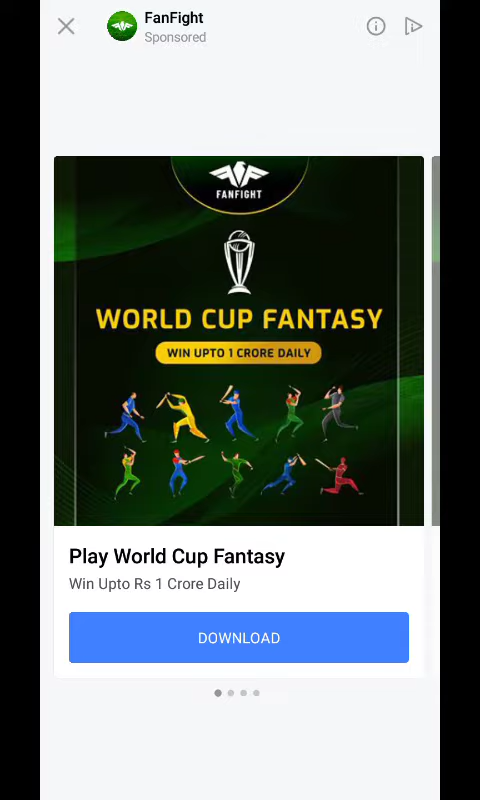 FanFight
Sponsored
FANFIGHT
WORLD CUP FANTASY
WIN UPTO 1 CRORE DAILY
Play World Cup Fantasy
Win Upto Rs 1 Crore Daily
DOWNLOAD